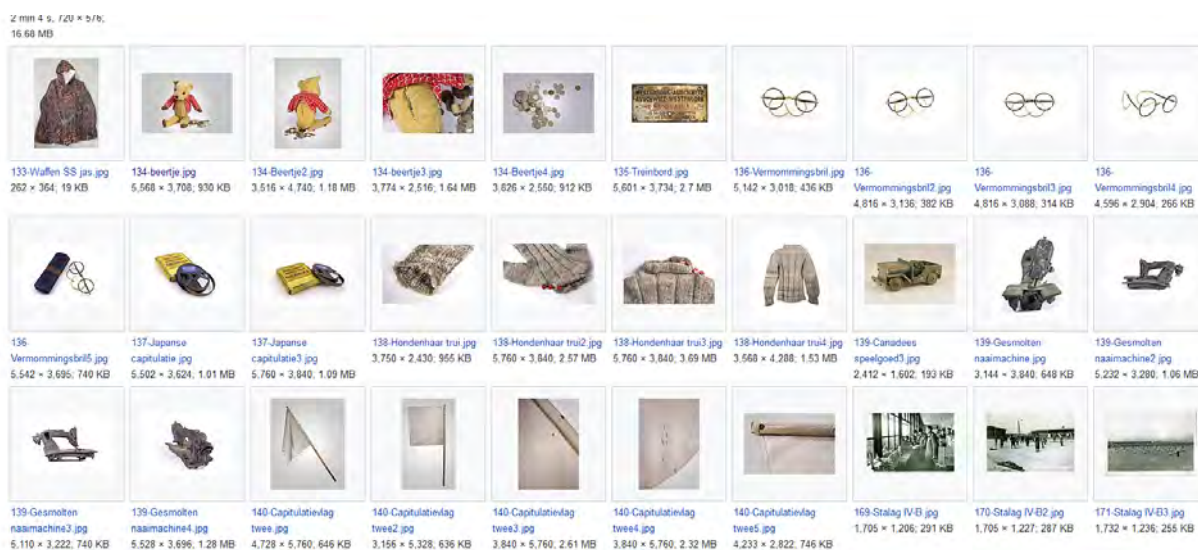 2 min 4 s, 720 × 576;
16.68 MB
133-Waffen SS jas.jpg
262 × 364; 19 KB
134-beertje.jpg
5,568 × 3,708; 930 KB
134-Beertje2.jpg
3,516 × 4,740; 1.18 MB
134-beertje3.jpg
3,774 × 2,516; 1.64 MB
134-Beertje4.jpg
3,826 × 2,550; 912 KB
135-Treinbord.jpg
5,601 × 3,734; 2.7 MB
136-Vermommingsbril.jpg
5,142 × 3,018; 436 KB
136-
Vermommingsbril2.jpg
4,816 × 3,136; 382 KB
136-
Vermommingsbril3.jpg
4,816 × 3,088; 314 KB
136-
Vermommingsbril4.jpg
4,596 × 2,904; 266 KB
136
Vermommingsbril5.jpg
5,542 × 3,695; 740 KB
137-Japanse
capitulatie.jpg
5,502 × 3,624; 1.01 MB
137-Japanse
capitulatie3.jpg
5,760 × 3,840; 1.09 MB
138-Hondenhaar trui.jpg
3,750 × 2,430; 955 KB
138-Hondenhaar trui2.jpg
5,760 × 3,840; 2.57 MB
138-Hondenhaar trui3.jpg
5,760 × 3,840; 3.69 MB
138-Hondenhaar trui4.jpg
3,568 × 4,288; 1.53 MB
139-Canadees
speelgoed3.jpg
2,412 × 1,602; 193 KB
139-Gesmolten
naaimachine.jpg
3,144 × 3,840; 648 KB
139-Gesmolten
naaimachine2.jpg
5,232 × 3,280; 1.06 MB
139-Gesmolten
naaimachine3.jpg
5,110 × 3,222; 740 KB
139-Gesmolten
naaimachine4.jpg
5,528 × 3,696; 1.28 MB
140-Capitulatievlag
twee.jpg
4,728 × 5,760; 646 KB
140-Capitulatievlag
twee2.jpg
3,156 × 5,328; 636 KB
140-Capitulatievlag
twee3.jpg
3,840 × 5,760; 2.61 MB
140-Capitulatievlag
twee4.jpg
3,840 × 5,760; 2.32 MB
140-Capitulatievlag
twee5.jpg
4,233 × 2,822; 746 KB
169-Stalag IV-B.jpg
1,705 × 1,206; 291 KB
170-Stalag IV-B2.jpg
1,705 × 1,227; 287 KB
171-Stalag IV-B3.jpg
1,732 × 1,236; 255 KB